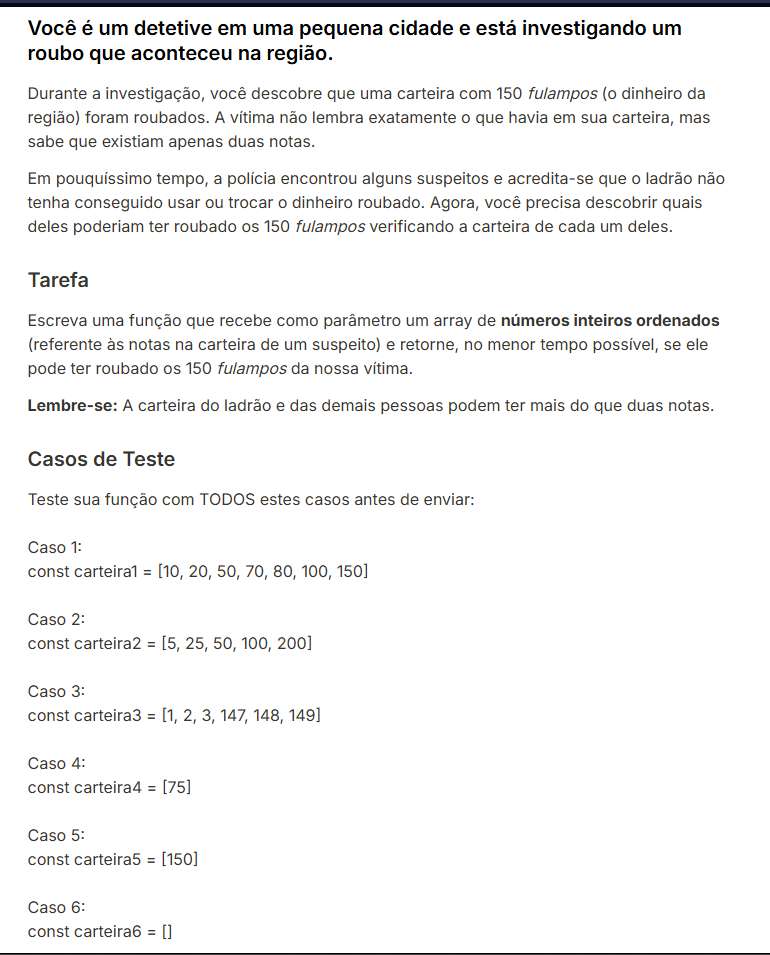 Você é um detetive em uma pequena cidade e está investigando um
roubo que aconteceu na região.
Durante a investigação, você descobre que uma carteira com 150 fulampos (o dinheiro da
região) foram roubados. A vítima não lembra exatamente o que havia em sua carteira, mas
sabe que existiam apenas duas notas.
Em pouquíssimo tempo, a polícia encontrou alguns suspeitos e acredita-se que o ladrão não
tenha conseguido usar ou trocar o dinheiro roubado. Agora, você precisa descobrir quais
deles poderiam ter roubado os 150 fulampos verificando a carteira de cada um deles.
Tarefa
Escreva uma função que recebe como parâmetro um array de números inteiros ordenados
(referente às notas na carteira de um suspeito) e retorne, no menor tempo possível, se ele
pode ter roubado os 150 fulampos da nossa vítima.
Lembre-se: A carteira do ladrão e das demais pessoas podem ter mais do que duas notas.
Casos de Teste
Teste sua função com TODOS estes casos antes de enviar:
Caso 1:
const carteira1 = [10, 20, 50, 70, 80, 100, 150]
Caso 2:
const carteira2 = [5, 25, 50, 100, 200]
Caso 3:
const carteira3 = [1, 2, 3, 147, 148, 149]
Caso 4:
const carteira4 = [75]
Caso 5:
const carteira5 = [150]
Caso 6:
const carteira6 = []